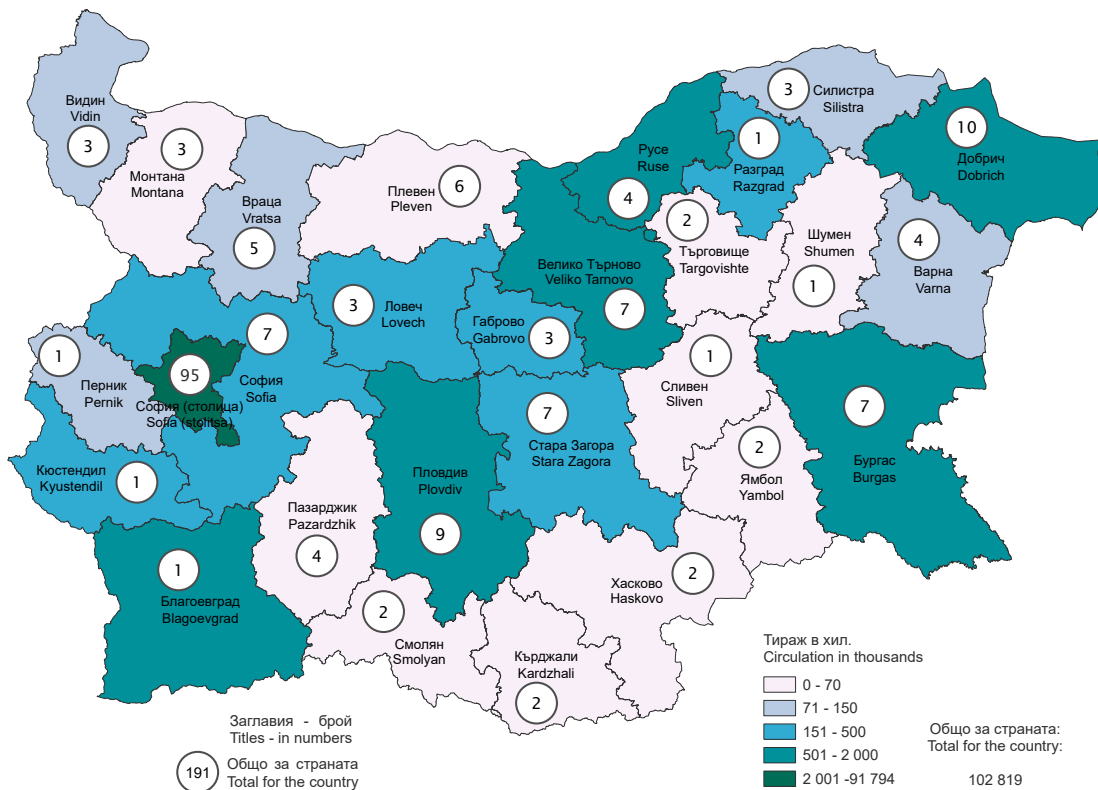 Видин
Vidin
3
3
Монтана
Montana
Враца
Vratsa
5
Плевен
Pleven
6
Русе
Ruse
4
3
Силистра
Silistra
1
Разград
Razgrad
10
Добрич
Dobrich
2
Търговище
Targovishte
Шумен
Shumen
1
4
Варна
Varna
Велико Търново
Veliko Tarnovo
7
3
Ловеч
Lovech
Габрово
Gabrovo
3
1
Перник
Pernik
95
София (столица)
Sofia (stolitsa)
7
София
Sofia
1
Сливен
Sliven
7
Стара Загора
Stara Zagora
7
Бургас
Burgas
2
Ямбол
Yambol
Кюстендил
Kyustendil
1
Пазарджик
Pazardzhik
4
Пловдив
Plovdiv
9
1
Благоевград
Blagoevgrad
2
Смолян
Smolyan
Хасково
Haskovo
2
Кърджали
Kardzhali
2
Заглавия - брой
Titles - in numbers
191
Общо за страната
Total for the country
Тираж в хил.
Circulation in thousands
0 - 70
71 - 150
151 - 500
501 - 2 000
2 001 -91 794
Общо за страната:
Total for the country:
102 819